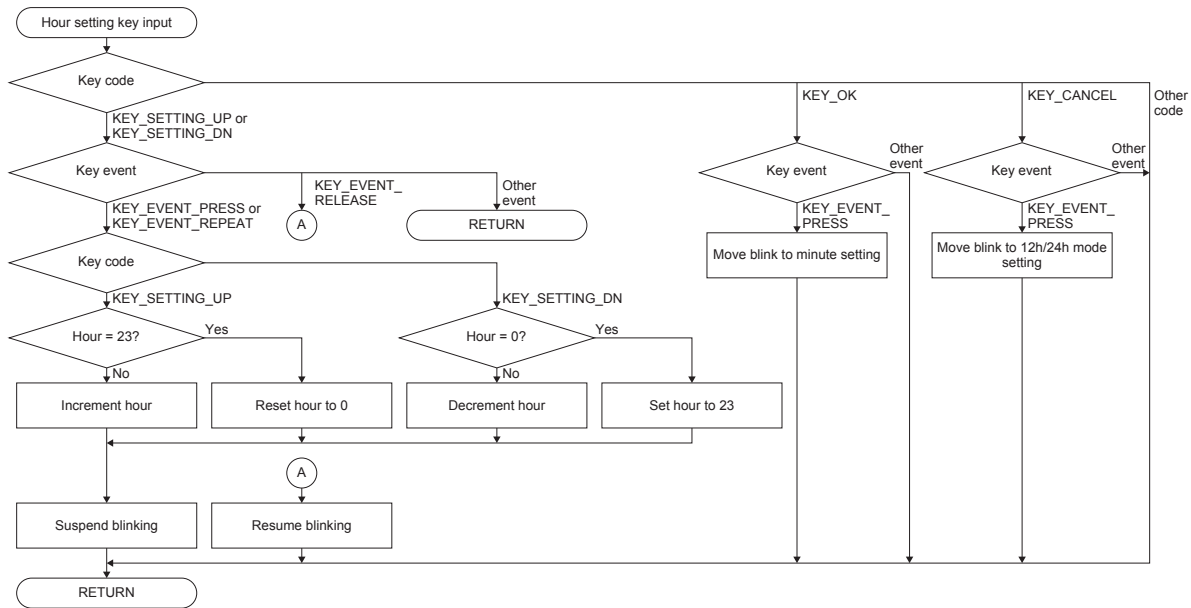 Hour setting key input
Key code
KEY_OK
KEY_CANCEL
Other
code
KEY_SETTING_UP or
KEY_SETTING_DN
Key event
KEY_EVENT_
RELEASE
Other
event
Key event
Other
event
Key event
Other
event
KEY_EVENT_PRESS or
KEY_EVENT_REPEAT
A
RETURN
KEY_EVENT_
PRESS
KEY_EVENT_
PRESS
Key code
Move blink to minute setting
Move blink to 12h/24h mode
setting
KEY_SETTING_UP
KEY_SETTING_DN
Hour = 23?
Yes
Hour = 0?
Yes
No
No
Increment hour
Reset hour to 0
Decrement hour
Set hour to 23
A
Suspend blinking
Resume blinking
RETURN